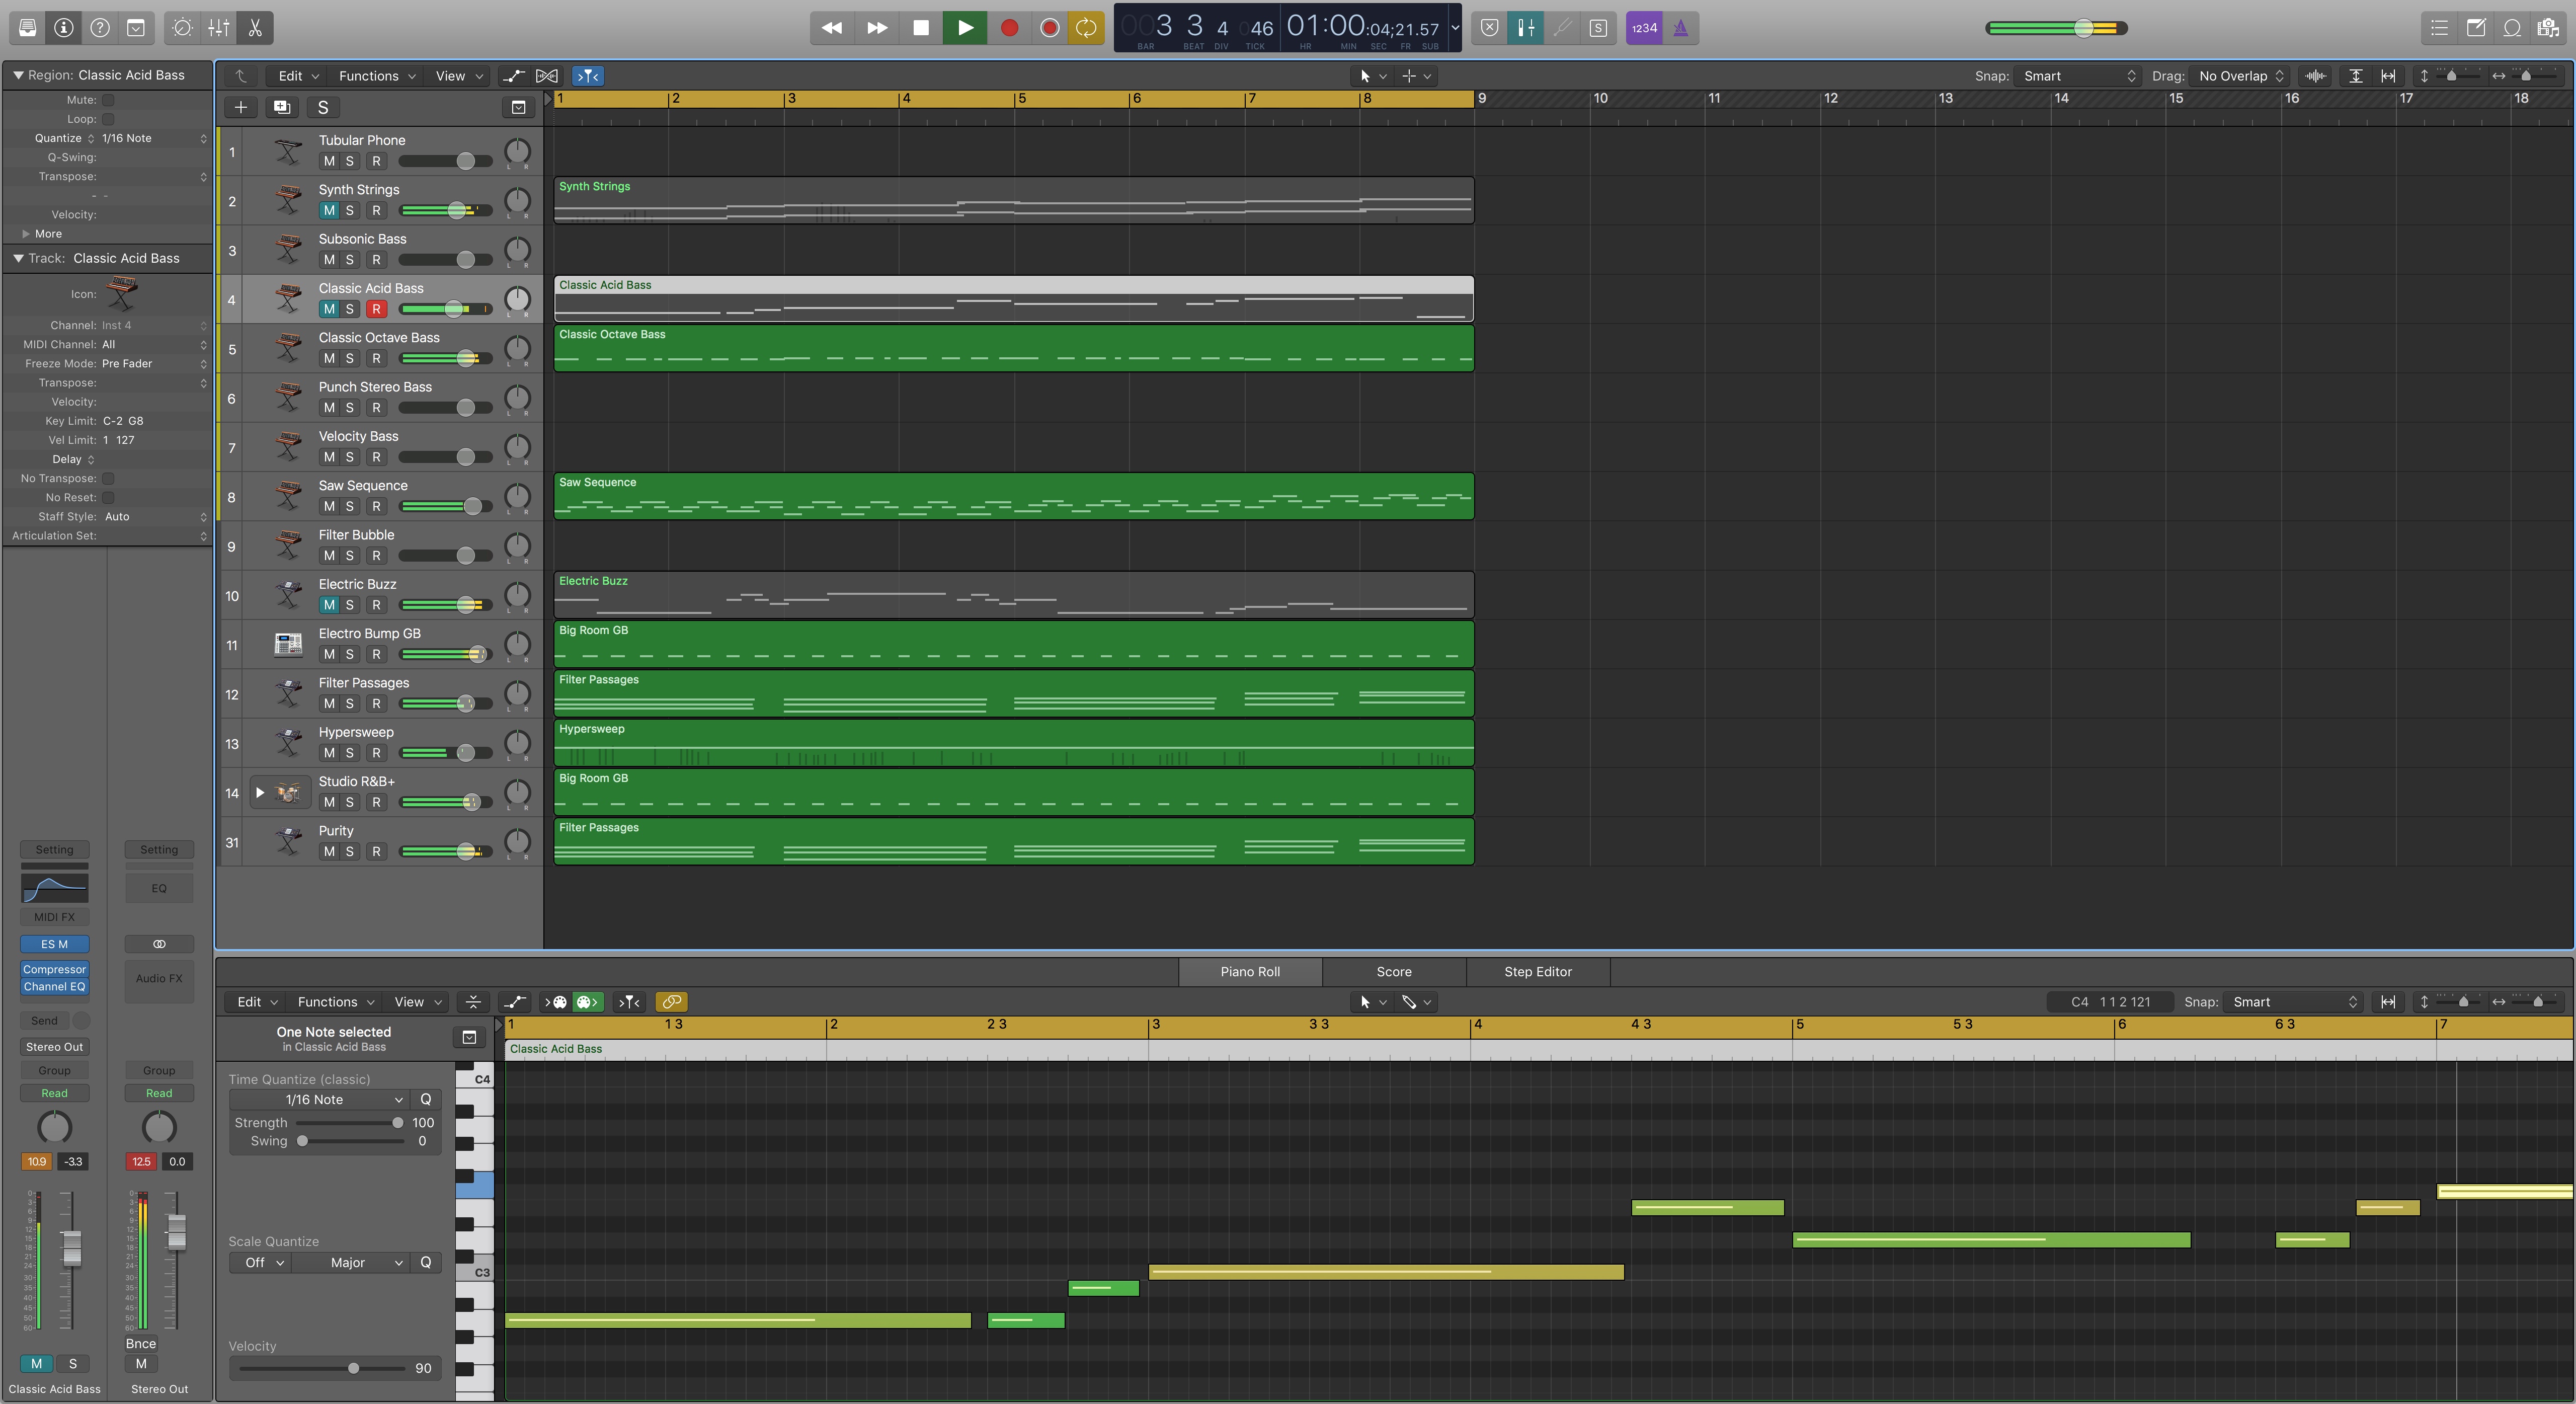 003 3 4 046 01:00:04;21.57
BAR BEAT DIV TICK HR MIN SEC FR SUB
S 1234
Region: Classic Acid Bass
Mute:
Loop:
Quantize 1/16 Note
Q-Swing:
Transpose:
- -
Velocity:
More
Track: Classic Acid Bass
Icon:
Channel: Inst 4
MIDI Channel: All
Freeze Mode: Pre Fader
Transpose:
Velocity:
Key Limit: C-2 G8
Vel Limit: 1 127
Delay
No Transpose:
No Reset:
Staff Style: Auto
Articulation Set:
Setting Setting
EQ
MIDI FX
ES M
Compressor
Channel EQ
Audio FX
Send
Stereo Out
Group Group
Read Read
10.9 -3.3 12.5 0.0
Bnce
M S M
Classic Acid Bass Stereo Out
Edit Functions View Snap: Smart Drag: No Overlap
S
1 2 3 4 5 6 7 8 9 10 11 12 13 14 15 16 17 18
1 Tubular Phone
M S R L R
2 Synth Strings
M S R L R
Synth Strings
3 Subsonic Bass
M S R L R
4 Classic Acid Bass
M S R L R
Classic Acid Bass
5 Classic Octave Bass
M S R L R
Classic Octave Bass
6 Punch Stereo Bass
M S R L R
7 Velocity Bass
M S R L R
8 Saw Sequence
M S R L R
Saw Sequence
9 Filter Bubble
M S R L R
10 Electric Buzz
M S R L R
Electric Buzz
11 Electro Bump GB
M S R L R
Big Room GB
12 Filter Passages
M S R L R
Filter Passages
13 Hypersweep
M S R L R
Hypersweep
14 Studio R&B+
M S R L R
Big Room GB
31 Purity
M S R L R
Filter Passages
Piano Roll Score Step Editor
Edit Functions View C4 1 1 2 121 Snap: Smart
One Note selected
in Classic Acid Bass
1 1 3 2 2 3 3 3 3 4 4 3 5 5 3 6 6 3 7
Classic Acid Bass
Time Quantize (classic)
1/16 Note Q
Strength 100
Swing 0
Scale Quantize
Off Major Q
Velocity
90
C4
C3